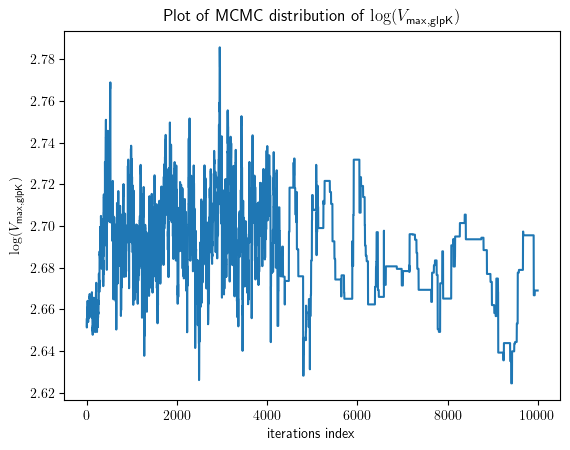 Plot of MCMC distribution of log(V_max,glpK)
log(V_max,glpK)
2.78
2.76
2.74
2.72
2.70
2.68
2.66
2.64
2.62
0 2000 4000 6000 8000 10000
iterations index